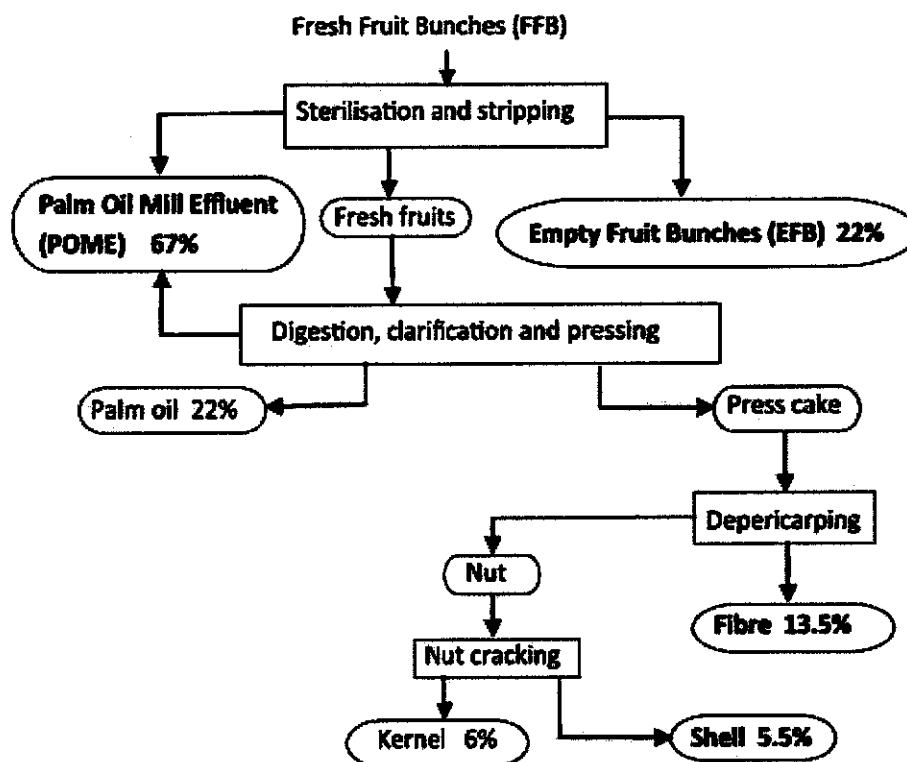 Fresh Fruit Bunches (FFB)
Sterilisation and stripping
Palm Oil Mill Effluent
(POME) 67%
Fresh fruits
Empty Fruit Bunches (EFB) 22%
Digestion, clarification and pressing
Palm oil 22%
Press cake
Depericarping
Nut
Fibre 13.5%
Nut cracking
Kernel 6%
Shell 5.5%